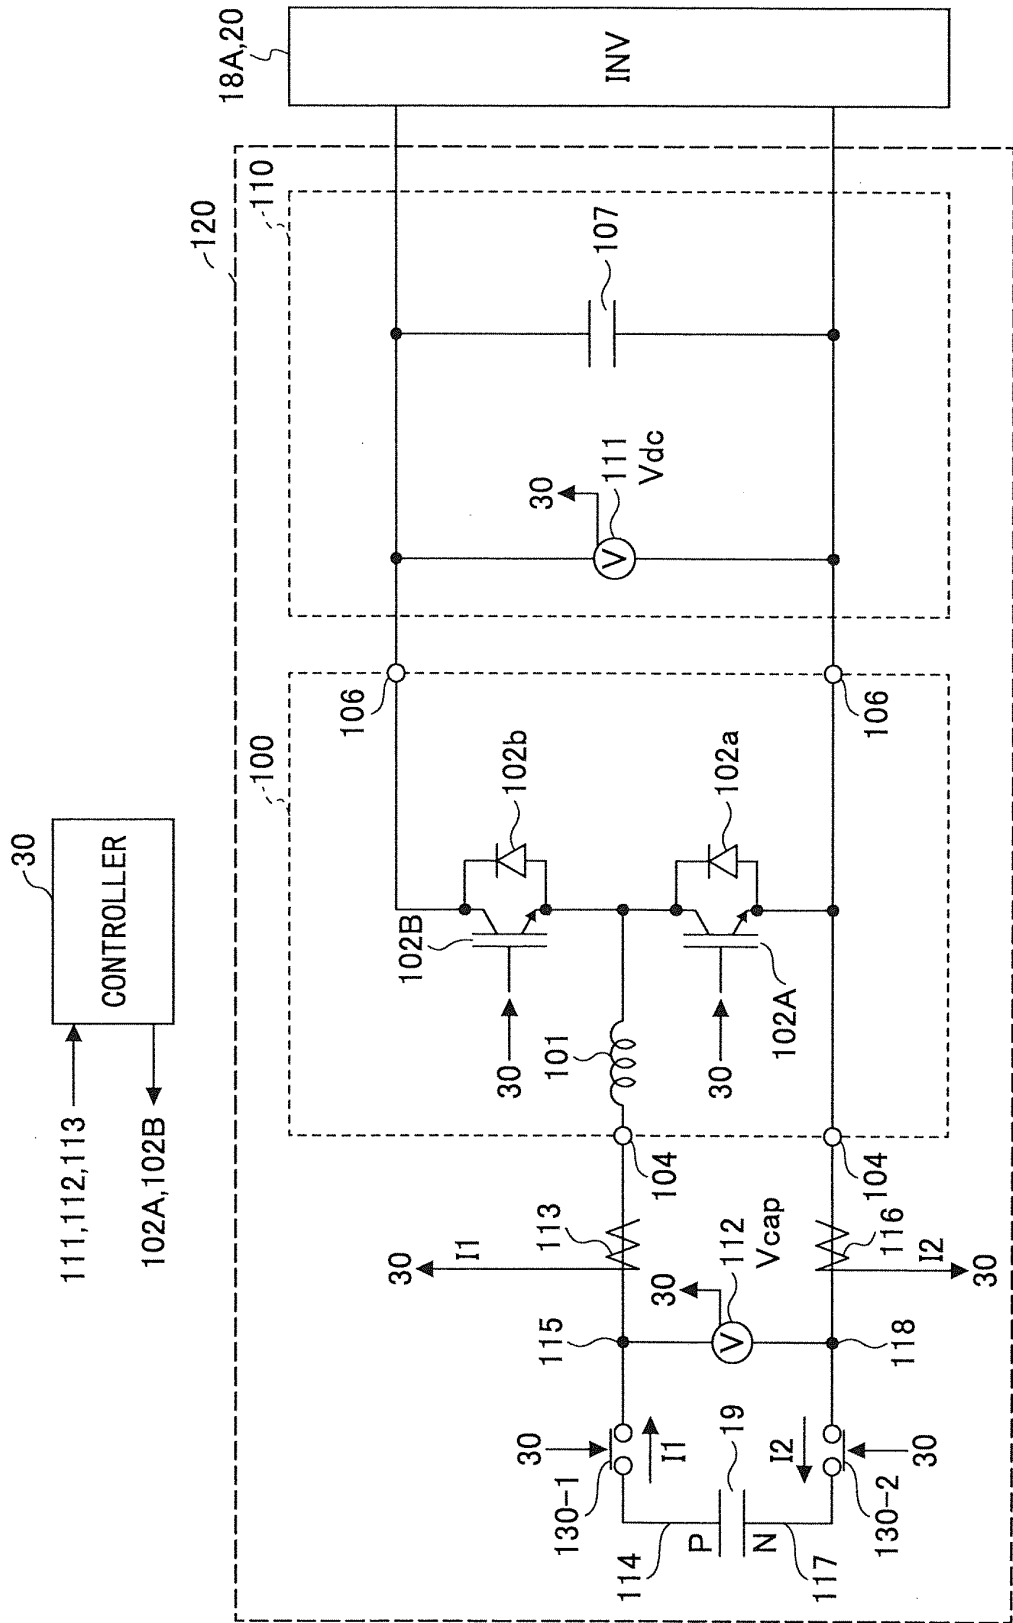 30
CONTROLLER
111,112,113
102A,102B
120
18A,20
INV
100
110
106
102B
102b
30
101
30
102A
102a
106
104
104
30
111
Vdc
107
30
I1
113
115
30
112
Vcap
116
I2
30
118
30
130-1
I1
114
P
19
N
117
I2
130-2
30